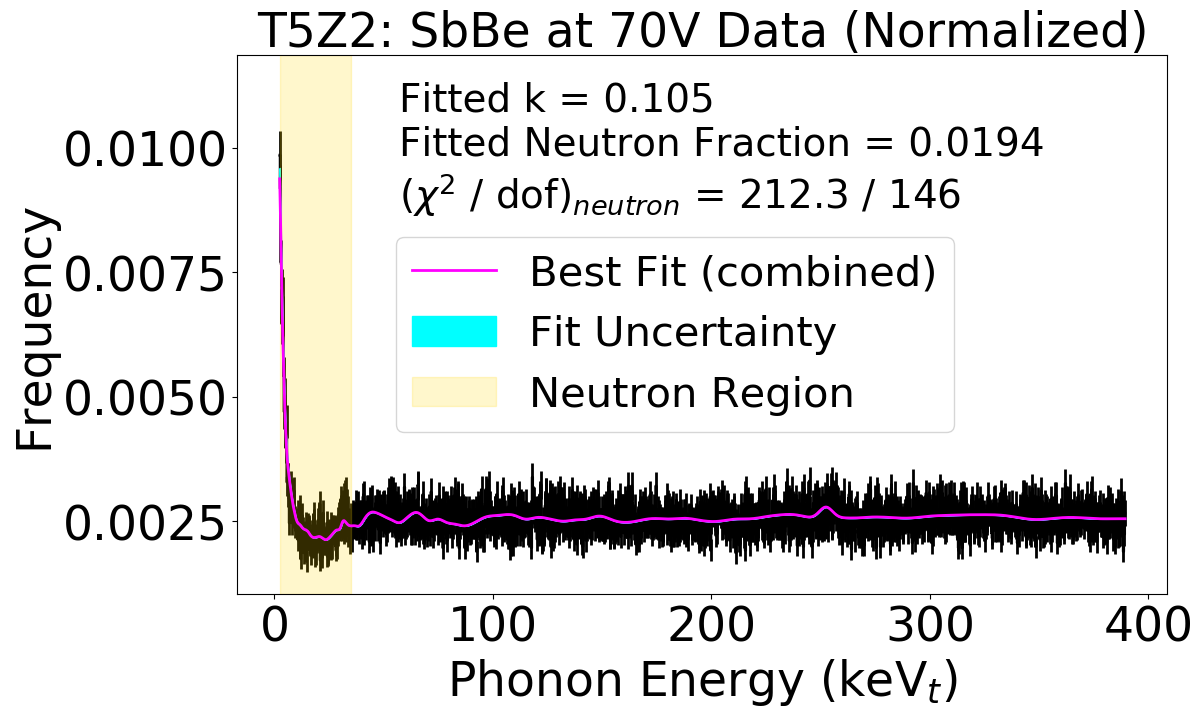 T5Z2: SbBe at 70V Data (Normalized)
Fitted k = 0.105
Fitted Neutron Fraction = 0.0194
(χ² / dof)ₙₑᵤₜᵣₒₙ = 212.3 / 146
Best Fit (combined)
Fit Uncertainty
Neutron Region
Frequency
0.0100
0.0075
0.0050
0.0025
0 100 200 300 400
Phonon Energy (keVₜ)